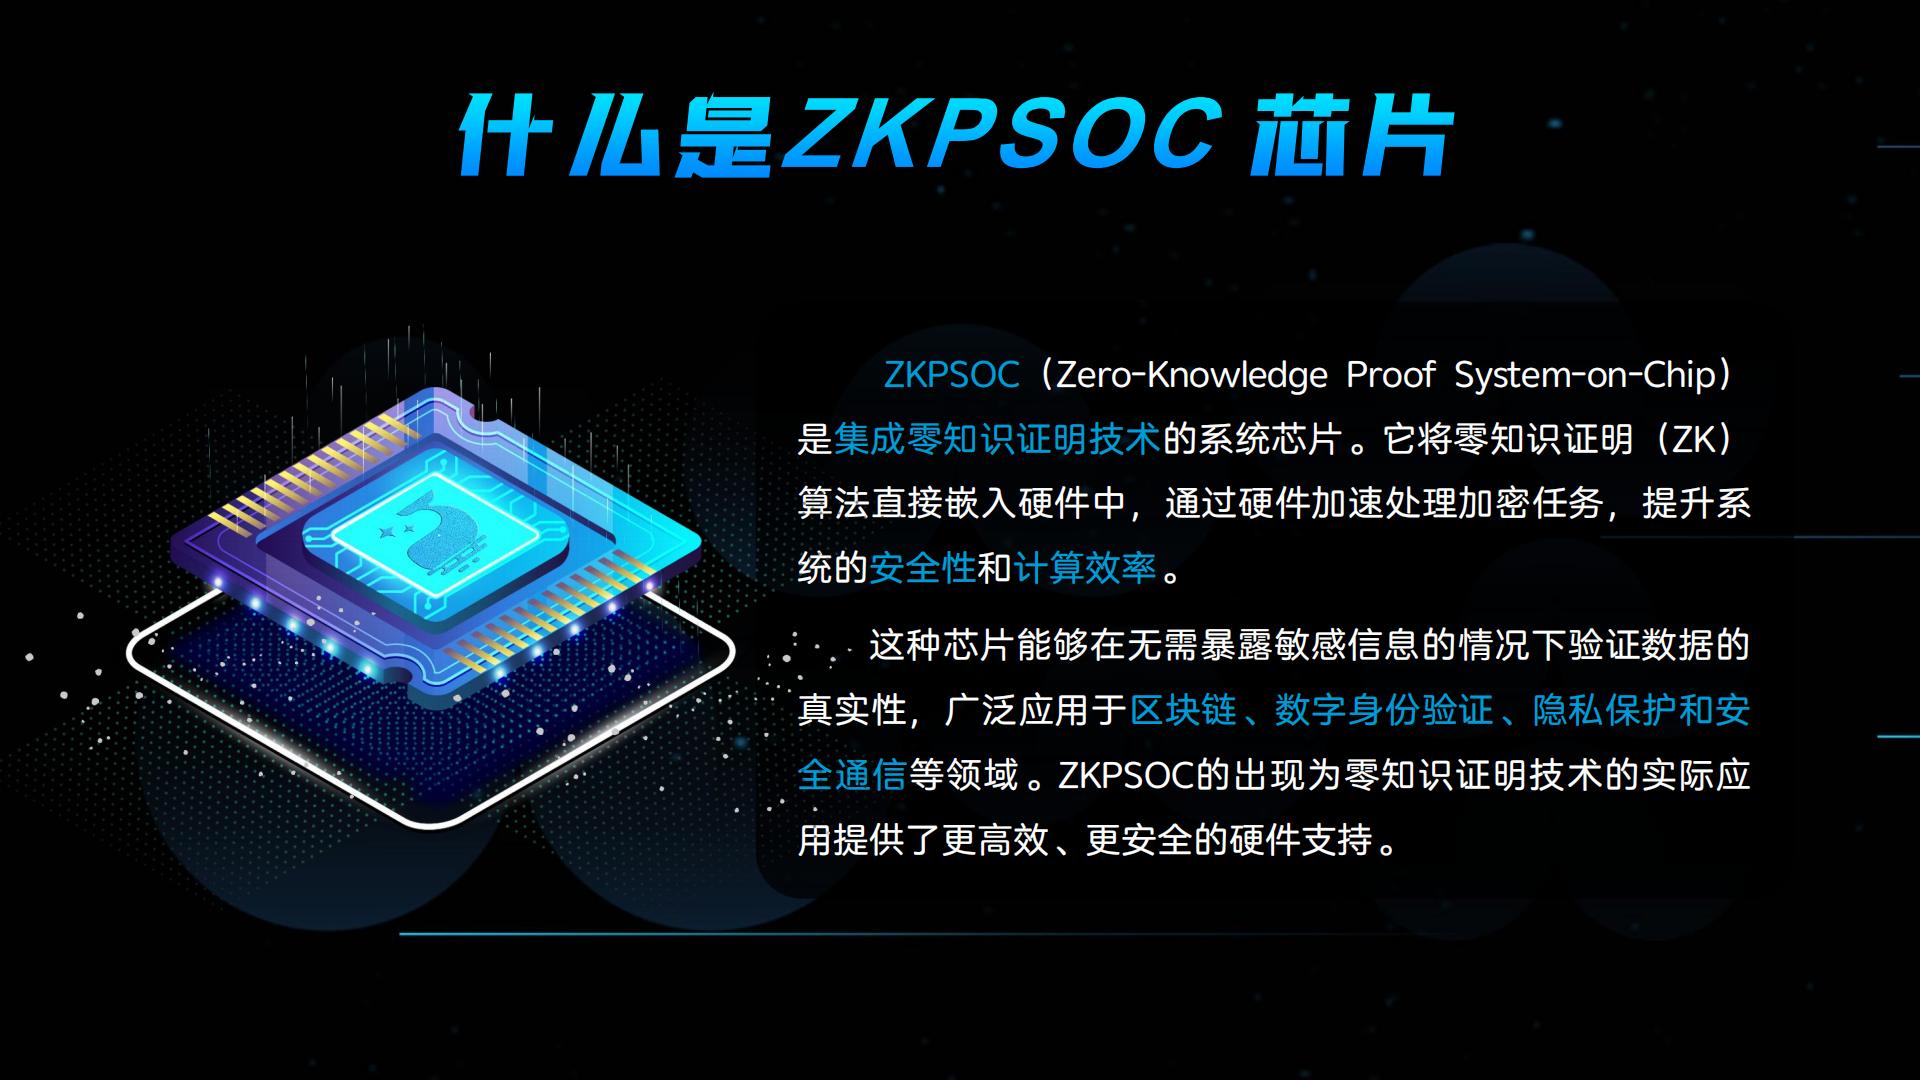 什么是ZKPSOC 芯片
ZKPSOC（Zero-Knowledge Proof System-on-Chip）
是集成零知识证明技术的系统芯片。它将零知识证明（ZK）
算法直接嵌入硬件中，通过硬件加速处理加密任务，提升系
统的安全性和计算效率。
这种芯片能够在无需暴露敏感信息的情况下验证数据的
真实性，广泛应用于区块链、数字身份验证、隐私保护和安
全通信等领域。ZKPSOC的出现为零知识证明技术的实际应
用提供了更高效、更安全的硬件支持。